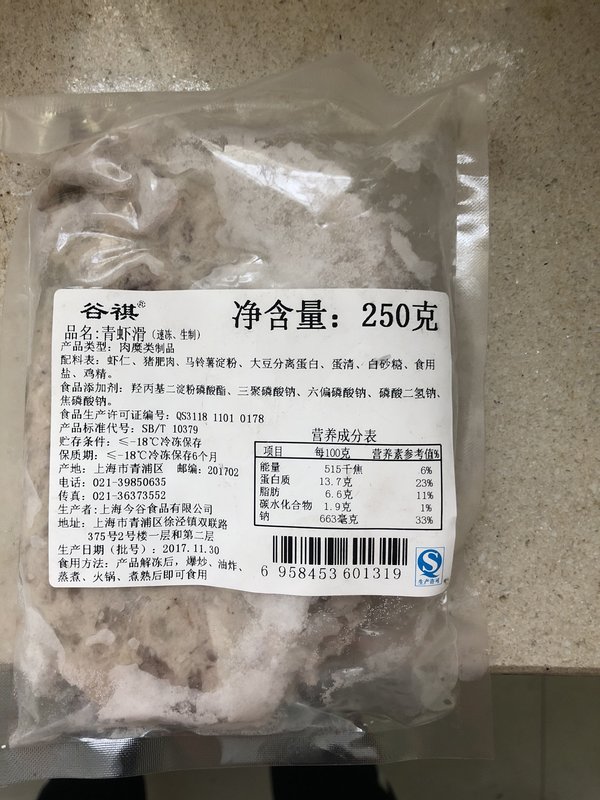 谷祺®
净含量：250克
品名:青虾滑（速冻、生制）
产品类型：肉糜类制品
配料表：虾仁、猪肥肉、马铃薯淀粉、大豆分离蛋白、蛋清、白砂糖、食用
盐、鸡精。
食品添加剂：羟丙基二淀粉磷酸酯、三聚磷酸钠、六偏磷酸钠、磷酸二氢钠、
焦磷酸钠。
食品生产许可证编号：QS3118 1101 0178
产品标准代号：SB/T 10379
贮存条件：≤-18℃冷冻保存
保质期：≤-18℃冷冻保存6个月
产地：上海市青浦区 邮编：201702
电话：021-39850635
传真：021-36373552
生产者：上海今谷食品有限公司
地址：上海市青浦区徐泾镇双联路
375号2号楼一层和第二层
生产日期（批号）：2017.11.30
食用方法：产品解冻后，爆炒、油炸、
蒸煮、火锅、煮熟后即可食用
营养成分表
项目 每100克 营养素参考值%
能量 515千焦 6%
蛋白质 13.7克 23%
脂肪 6.6克 11%
碳水化合物 1.9克 1%
钠 663毫克 33%
6 958453 601319
生产许可